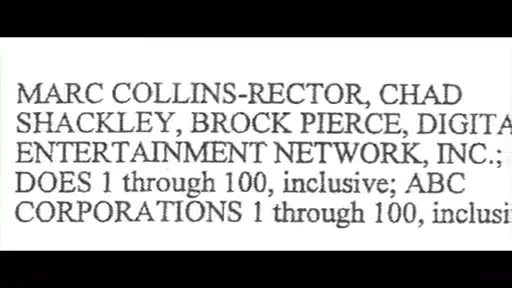 MARC COLLINS-RECTOR, CHAD
SHACKLEY, BROCK PIERCE, DIGITA
ENTERTAINMENT NETWORK, INC.;
DOES 1 through 100, inclusive; ABC
CORPORATIONS 1 through 100, inclusi